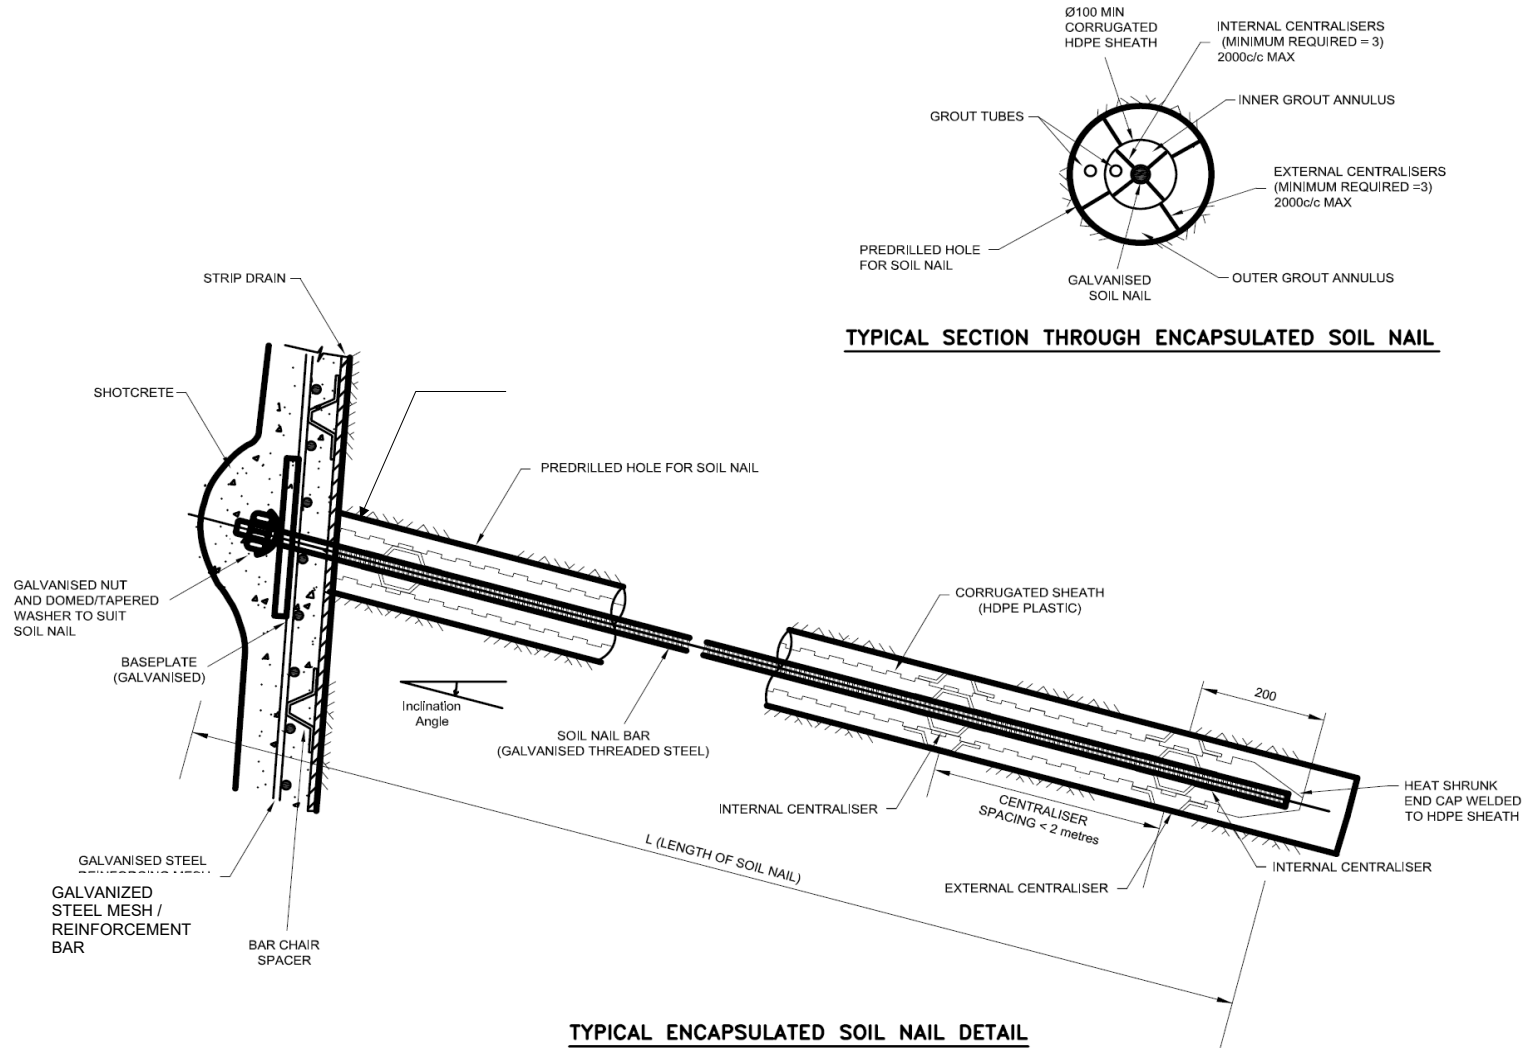 Ø100 MIN
CORRUGATED
HDPE SHEATH
INTERNAL CENTRALISERS
(MINIMUM REQUIRED = 3)
2000c/c MAX
INNER GROUT ANNULUS
GROUT TUBES
EXTERNAL CENTRALISERS
(MINIMUM REQUIRED =3)
2000c/c MAX
PREDRILLED HOLE
FOR SOIL NAIL
GALVANISED
SOIL NAIL
OUTER GROUT ANNULUS
TYPICAL SECTION THROUGH ENCAPSULATED SOIL NAIL
STRIP DRAIN
SHOTCRETE
PREDRILLED HOLE FOR SOIL NAIL
GALVANISED NUT
AND DOMED/TAPERED
WASHER TO SUIT
SOIL NAIL
BASEPLATE
(GALVANISED)
Inclination
Angle
SOIL NAIL BAR
(GALVANISED THREADED STEEL)
CORRUGATED SHEATH
(HDPE PLASTIC)
200
INTERNAL CENTRALISER
CENTRALISER
SPACING < 2 metres
HEAT SHRUNK
END CAP WELDED
TO HDPE SHEATH
L (LENGTH OF SOIL NAIL)
INTERNAL CENTRALISER
EXTERNAL CENTRALISER
GALVANISED STEEL
GALVANIZED
STEEL MESH /
REINFORCEMENT
BAR
BAR CHAIR
SPACER
TYPICAL ENCAPSULATED SOIL NAIL DETAIL